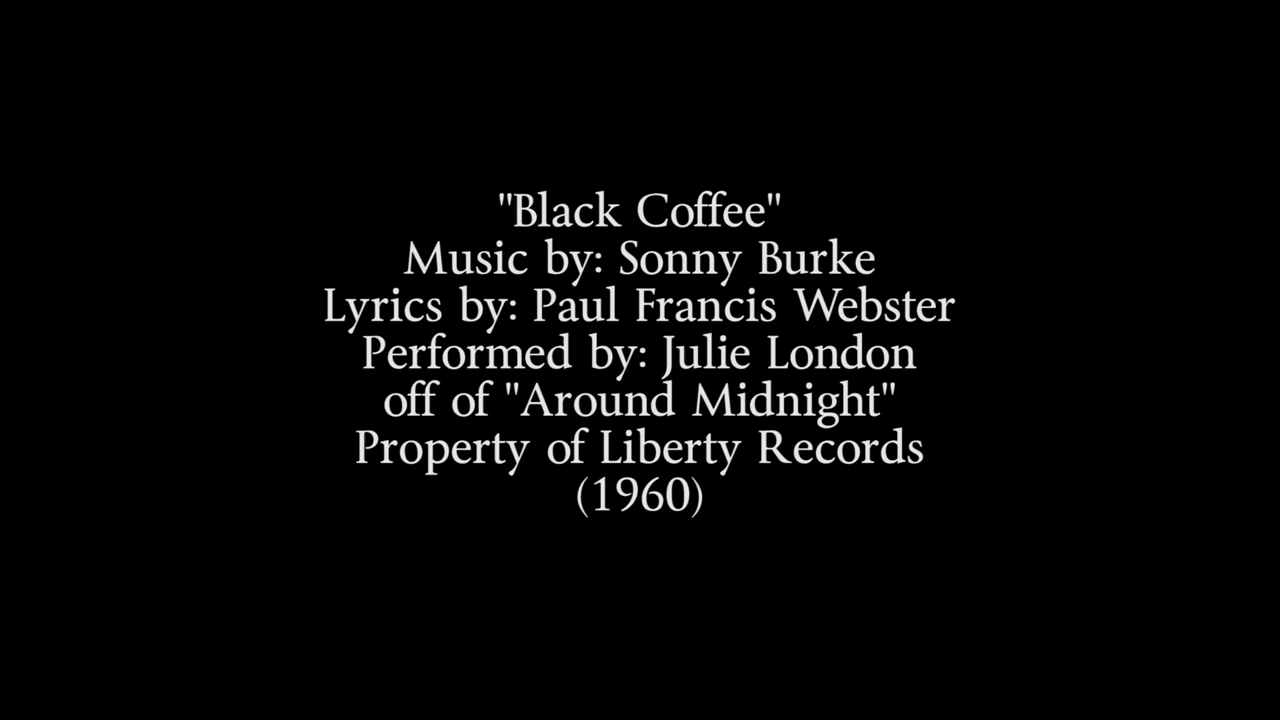 "Black Coffee"
Music by: Sonny Burke
Lyrics by: Paul Francis Webster
Performed by: Julie London
off of "Around Midnight"
Property of Liberty Records
(1960)